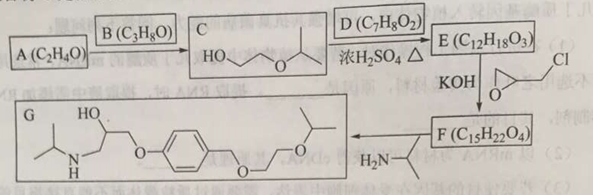 A(C₂H₄O)
B(C₃H₈O)
C
HO
O
D(C₇H₈O₂)
浓H₂SO₄ △
E(C₁₂H₁₈O₃)
KOH
O
Cl
F(C₁₅H₂₂O₄)
H₂N
G
HO
N
H
O
O
O